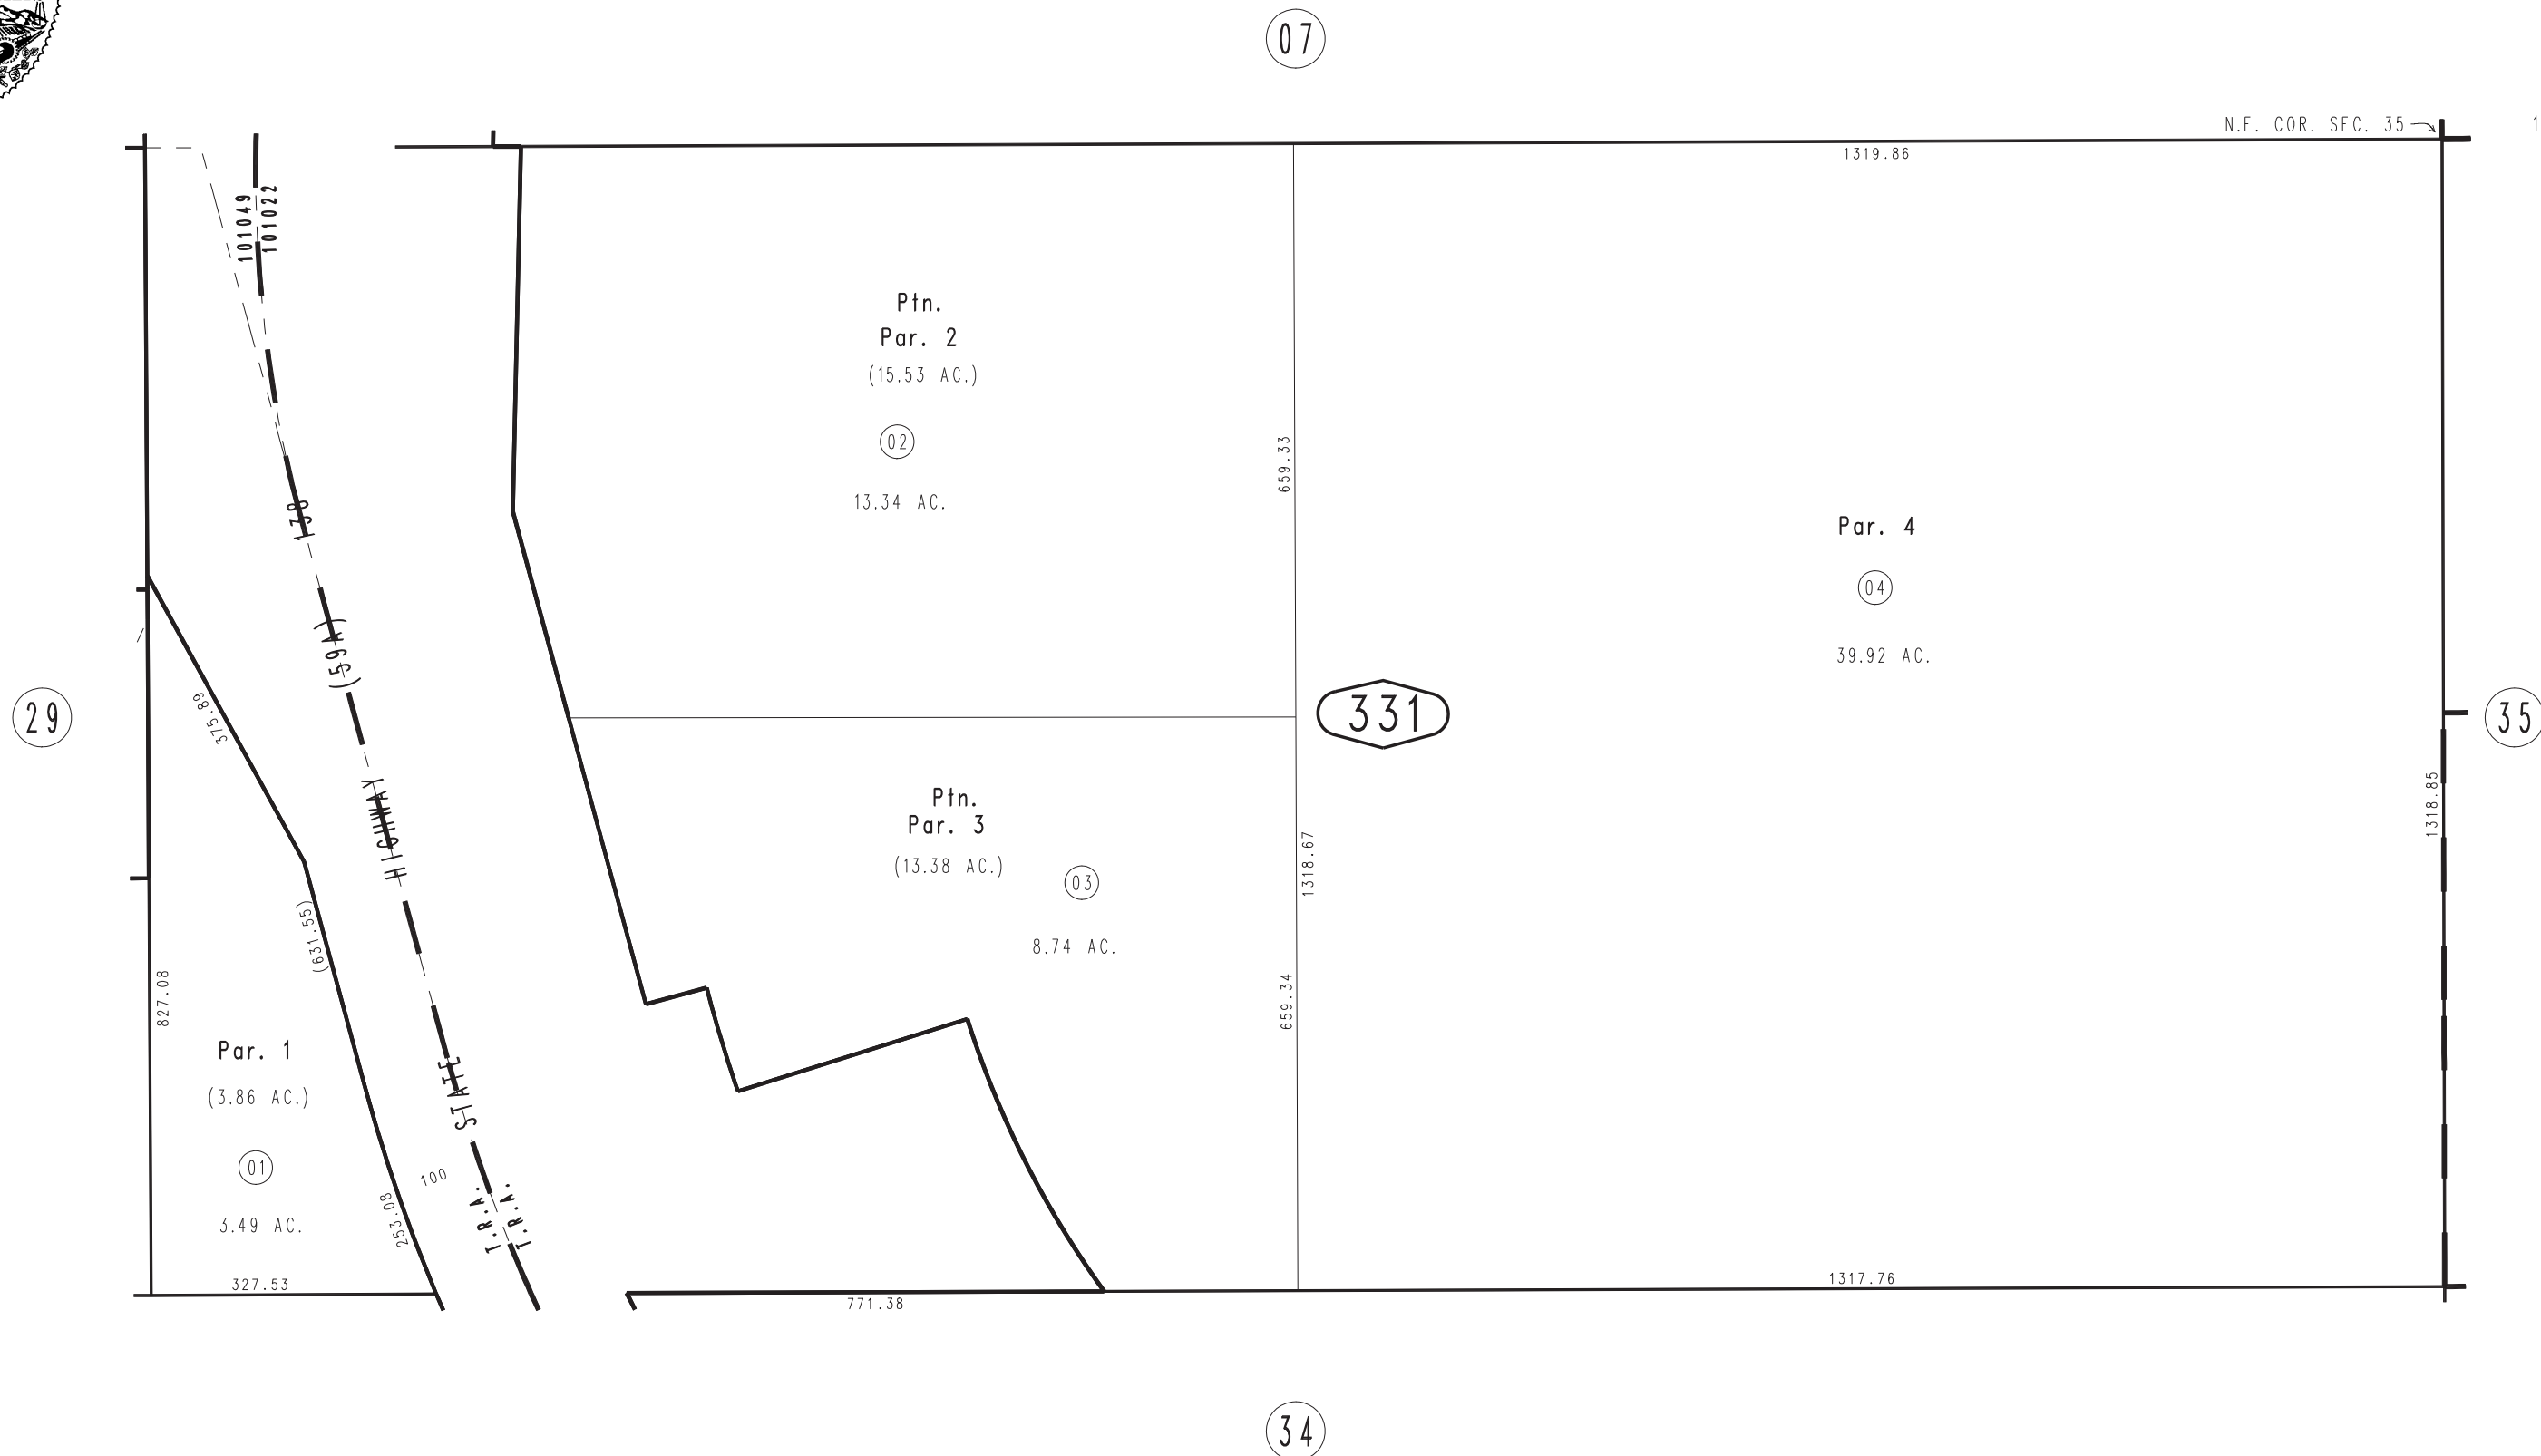 07
N.E. COR. SEC. 35
1
1319.86
101049
101022
Ptn.
Par. 2
(15.53 AC.)
02
13.34 AC.
659.33
138
Par. 4
04
39.92 AC.
(59A)
29
375.89
331
35
HIGHWAY
Ptn.
Par. 3
(13.38 AC.)
03
8.74 AC.
1318.67
1318.85
(631.55)
827.08
659.34
Par. 1
(3.86 AC.)
01
3.49 AC.
STATE
100
253.08
T.R.A.
T.R.A.
327.53
771.38
1317.76
34